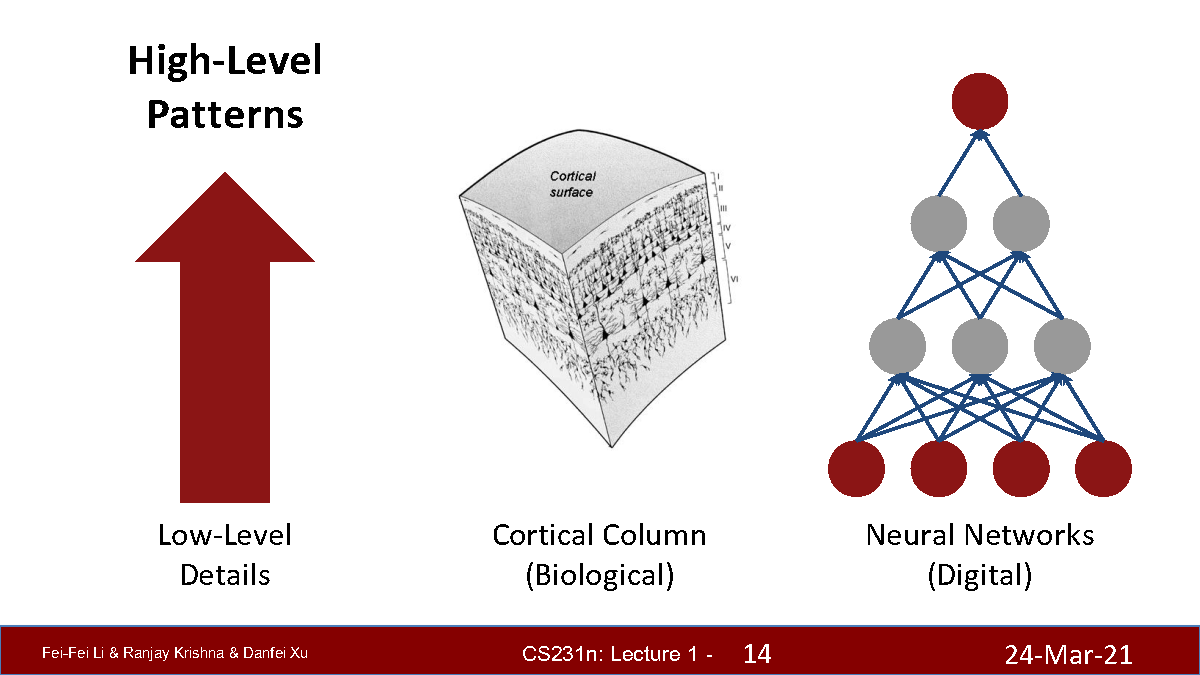 High-Level
Patterns
Cortical
surface
I
II
III
IV
V
VI
Low-Level
Details
Cortical Column
(Biological)
Neural Networks
(Digital)
Fei-Fei Li & Ranjay Krishna & Danfei Xu
CS231n: Lecture 1 - 14
24-Mar-21